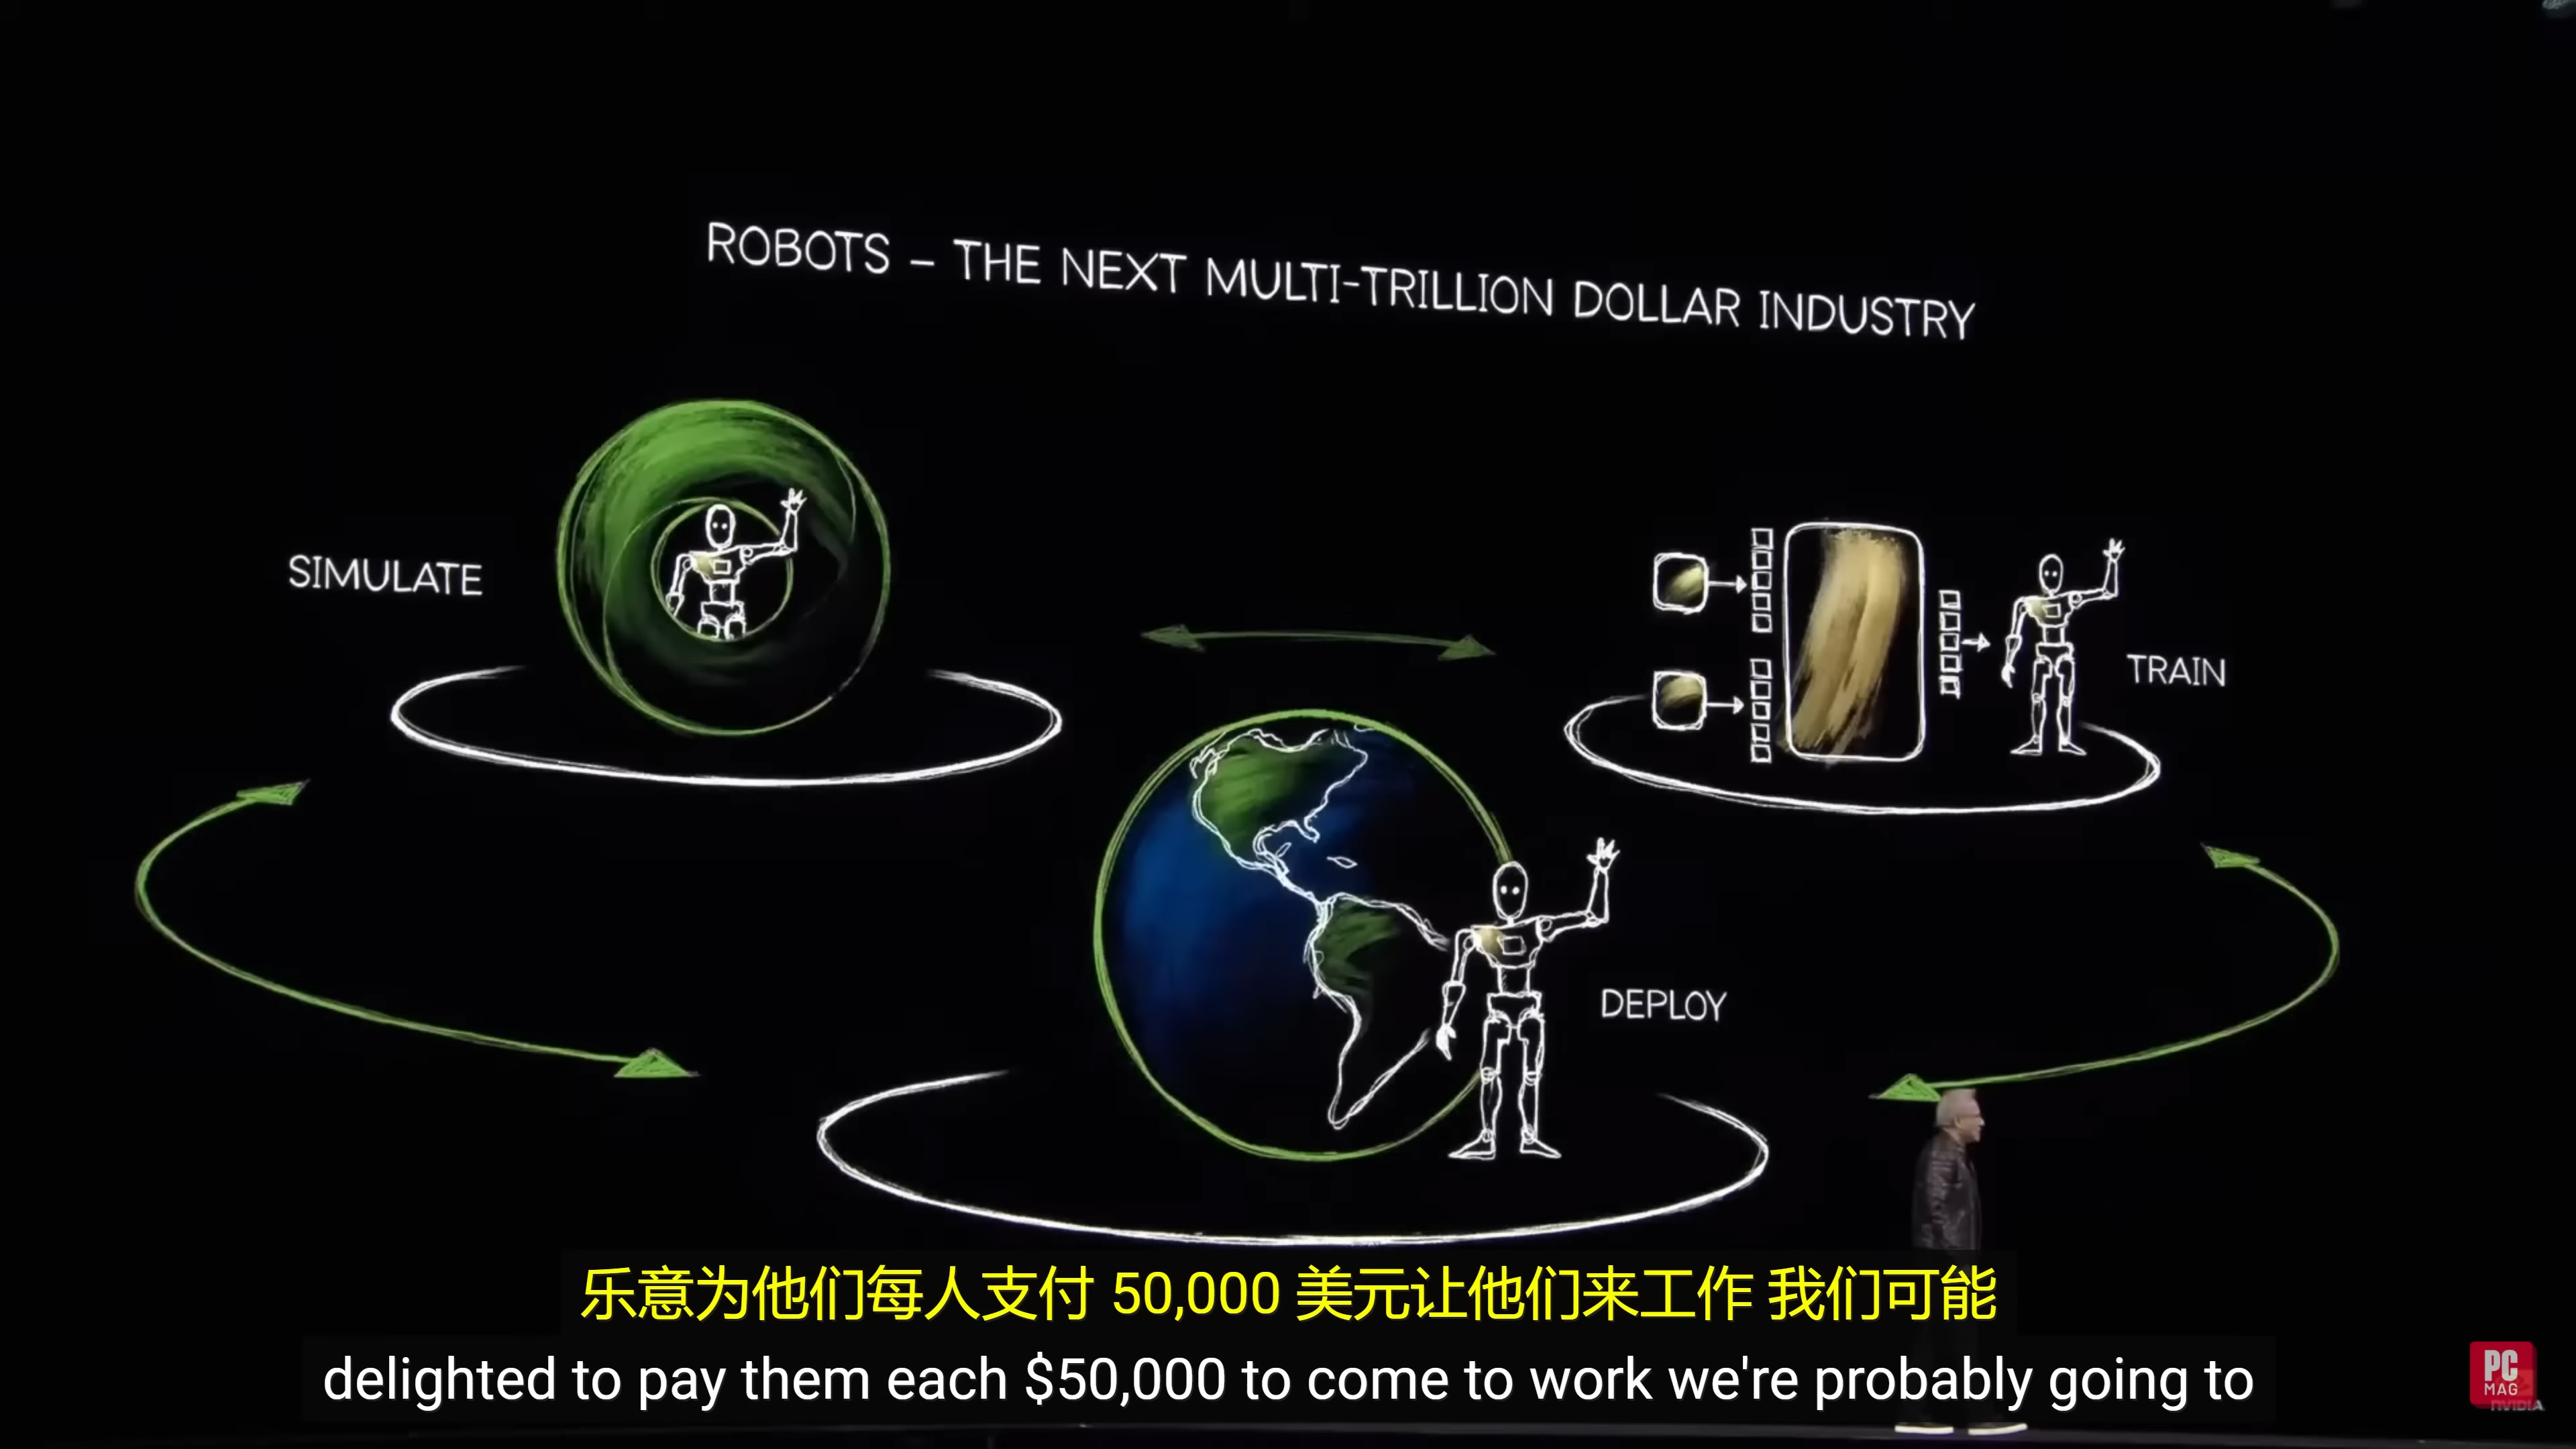 ROBOTS – THE NEXT MULTI-TRILLION DOLLAR INDUSTRY
SIMULATE
TRAIN
DEPLOY
乐意为他们每人支付 50,000 美元让他们来工作 我们可能
delighted to pay them each $50,000 to come to work we're probably going to
PC
MAG
NVIDIA